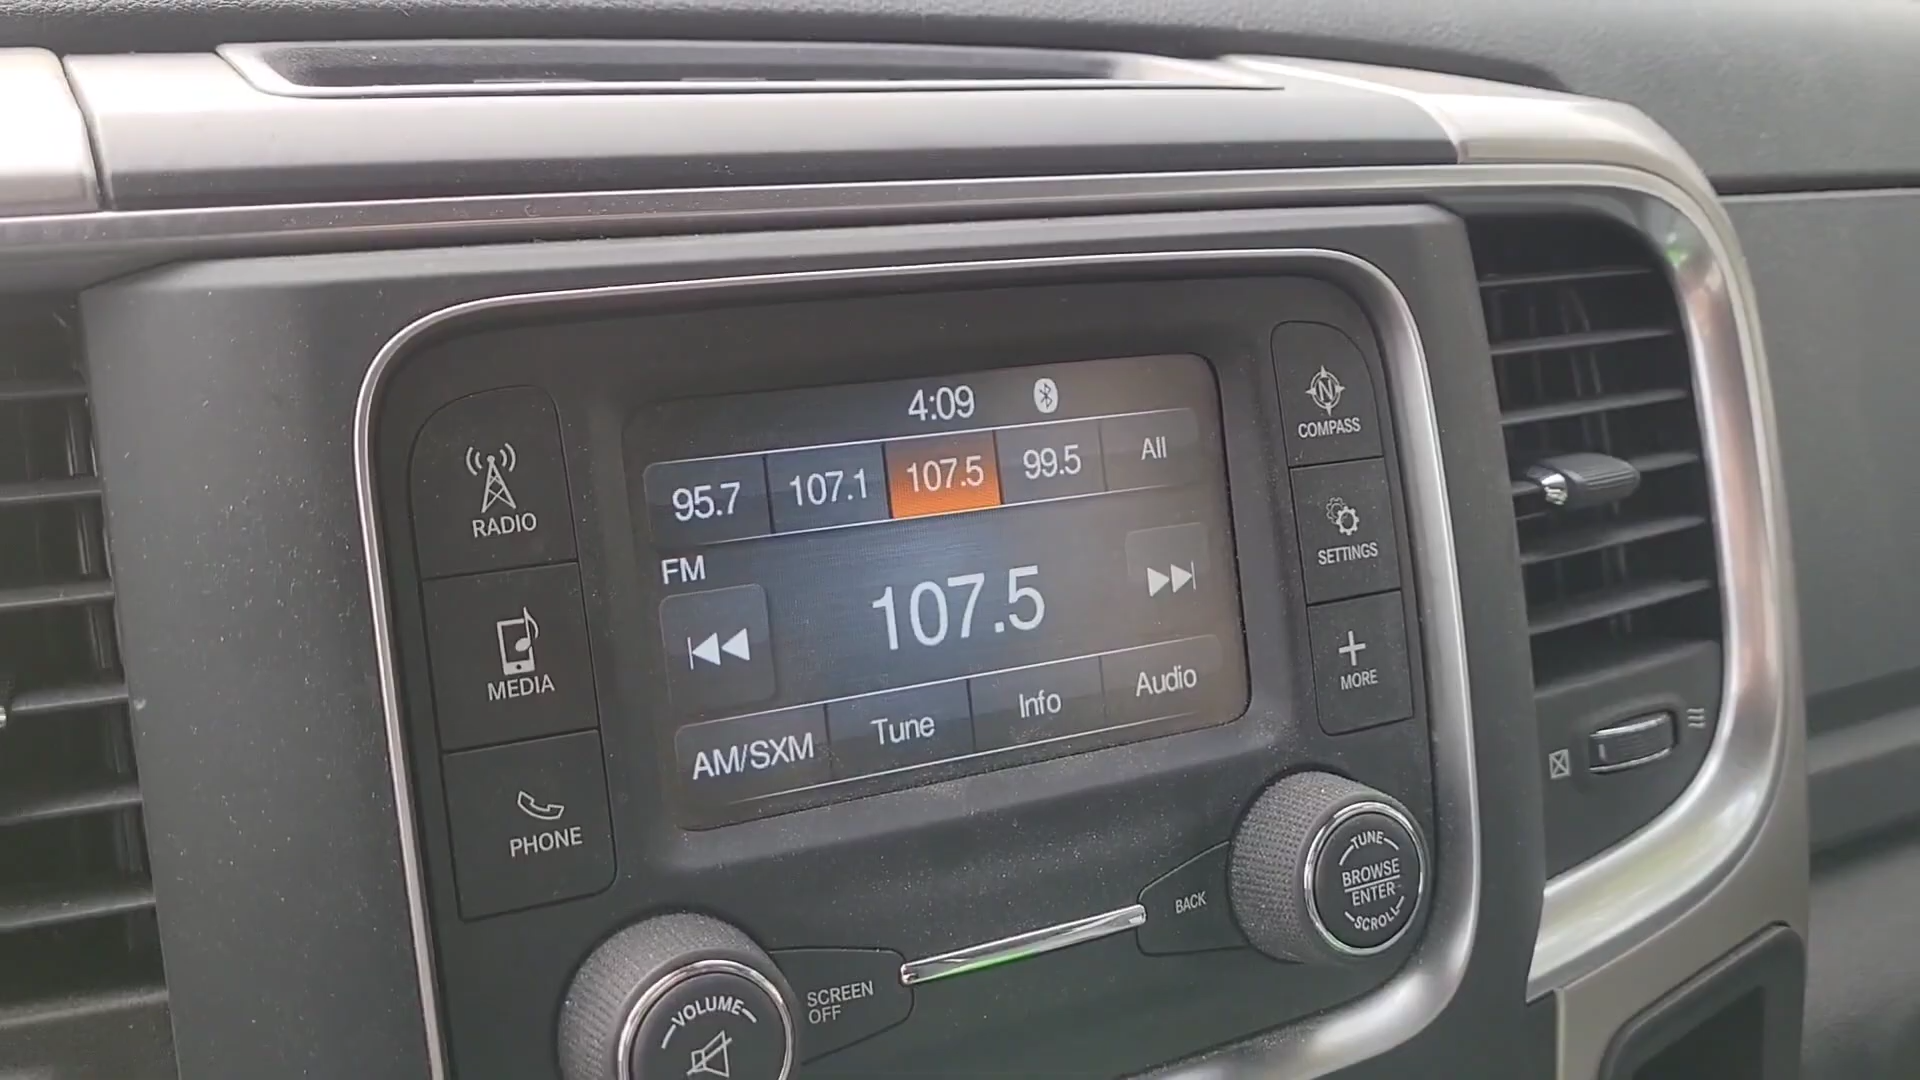 4:09
95.7 107.1 107.5 99.5 All
FM
107.5
AM/SXM Tune Info Audio
RADIO
MEDIA
PHONE
N
COMPASS
SETTINGS
MORE
VOLUME
SCREEN
OFF
BACK
TUNE
BROWSE
ENTER
SCROLL